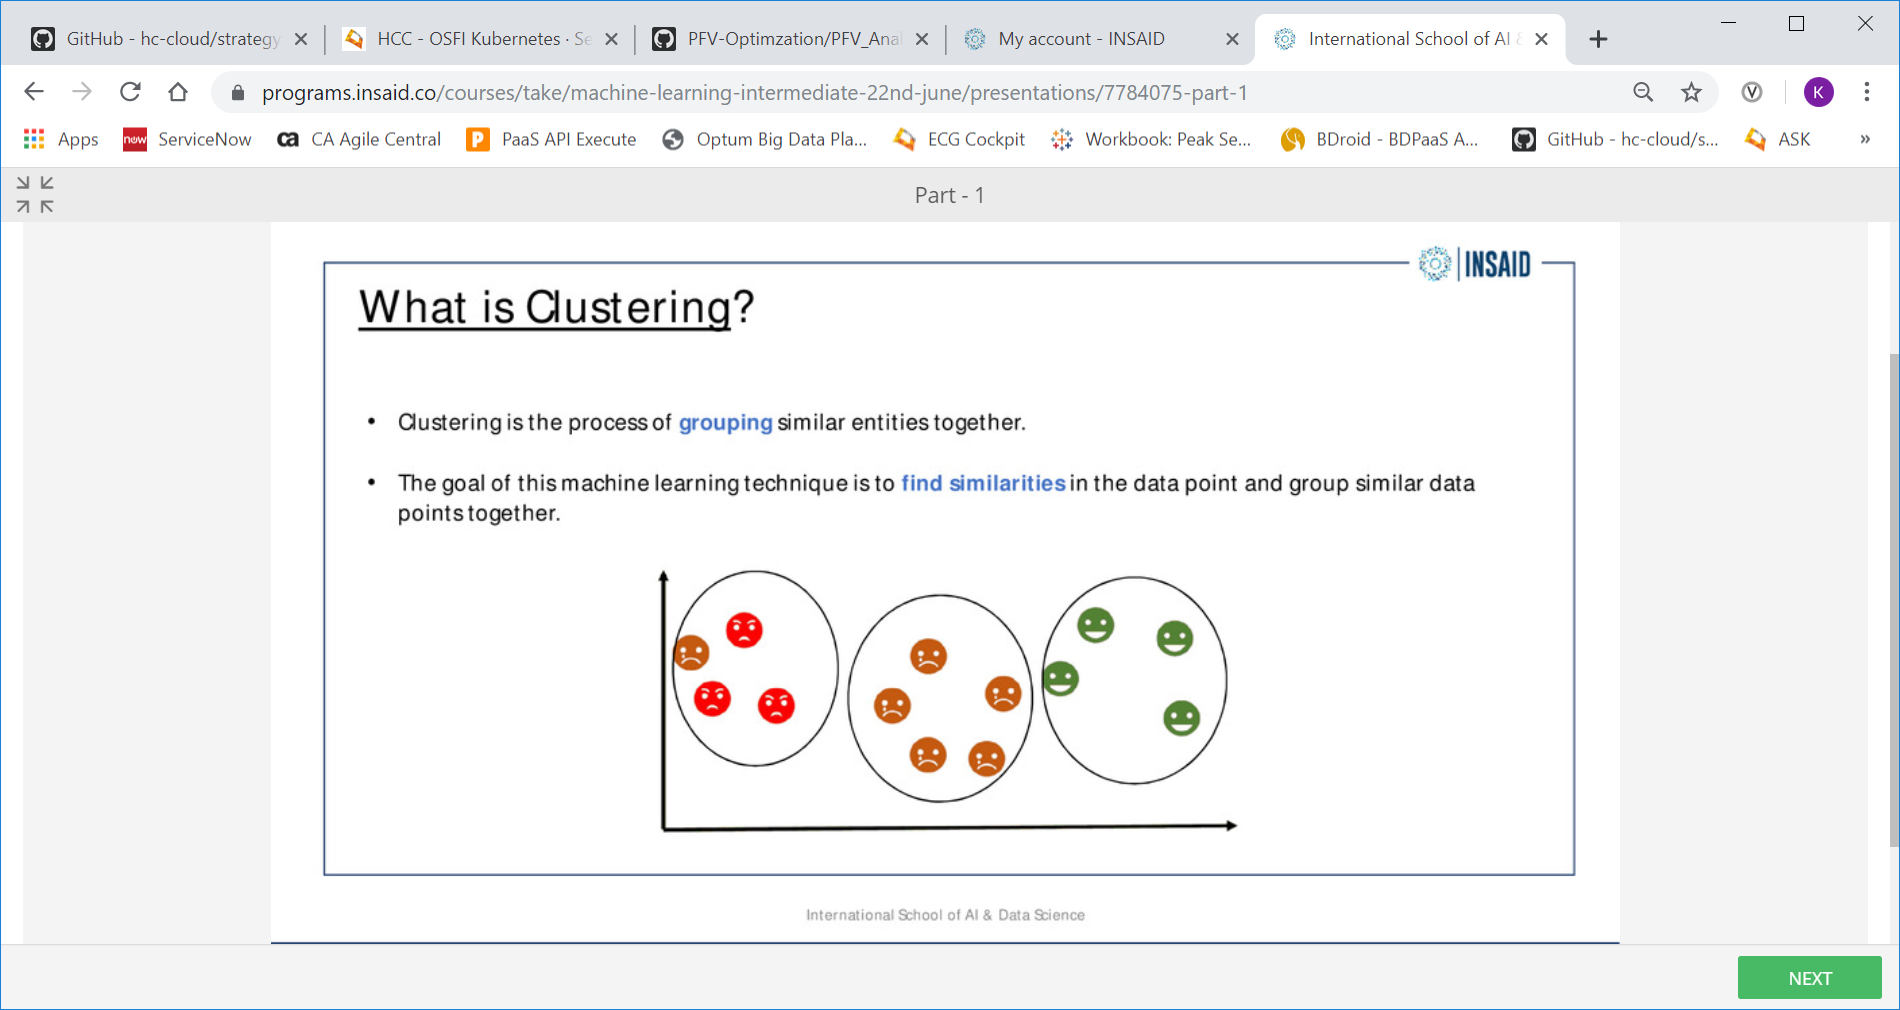 GitHub - hc-cloud/strategy
HCC - OSFI Kubernetes · Se
PFV-Optimzation/PFV_Anal
My account - INSAID
International School of AI &
programs.insaid.co/courses/take/machine-learning-intermediate-22nd-june/presentations/7784075-part-1
K
Apps
now
ServiceNow
ca
CA Agile Central
P
PaaS API Execute
Optum Big Data Pla...
ECG Cockpit
Workbook: Peak Se...
BDroid - BDPaaS A...
GitHub - hc-cloud/s...
ASK
»
Part - 1
INSAID
What is Clustering?
• Clustering is the process of grouping similar entities together.
• The goal of this machine learning technique is to find similarities in the data point and group similar data
points together.
International School of AI & Data Science
NEXT